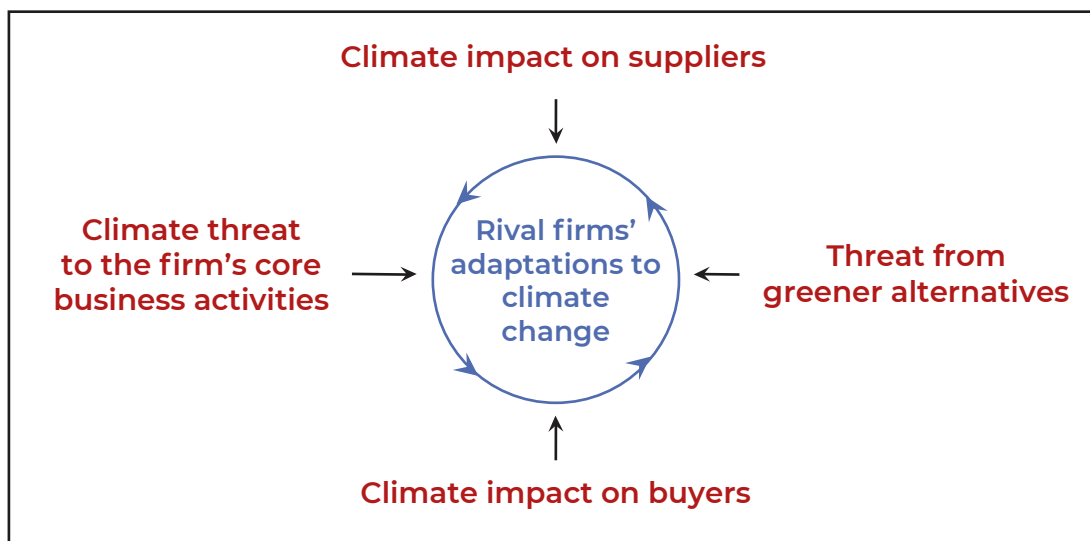 Climate impact on suppliers
Climate threat
to the firm’s core
business activities
Rival firms’
adaptations to
climate
change
Threat from
greener alternatives
Climate impact on buyers